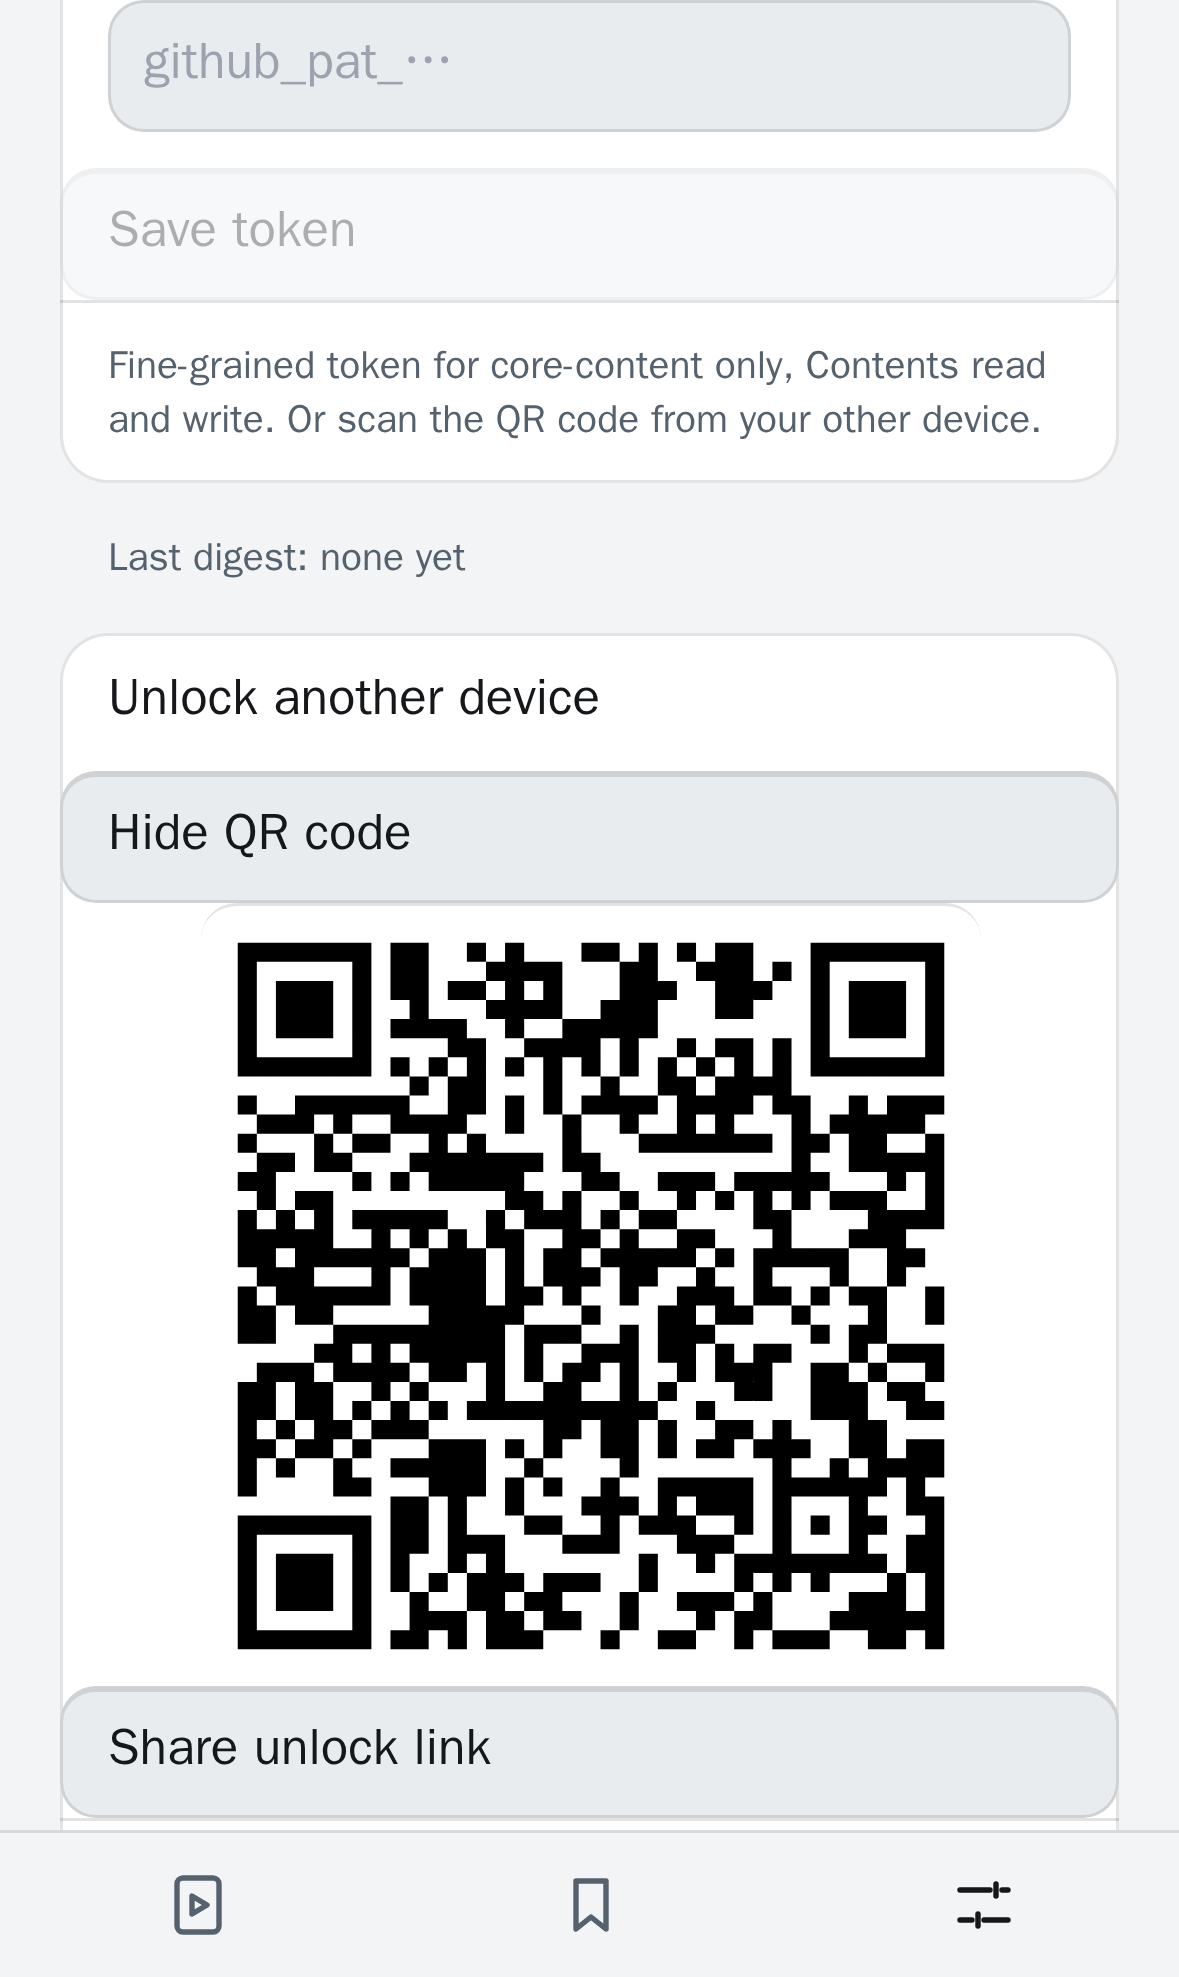 github_pat_···
Save token
Fine-grained token for core-content only, Contents read
and write. Or scan the QR code from your other device.
Last digest: none yet
Unlock another device
Hide QR code
Share unlock link